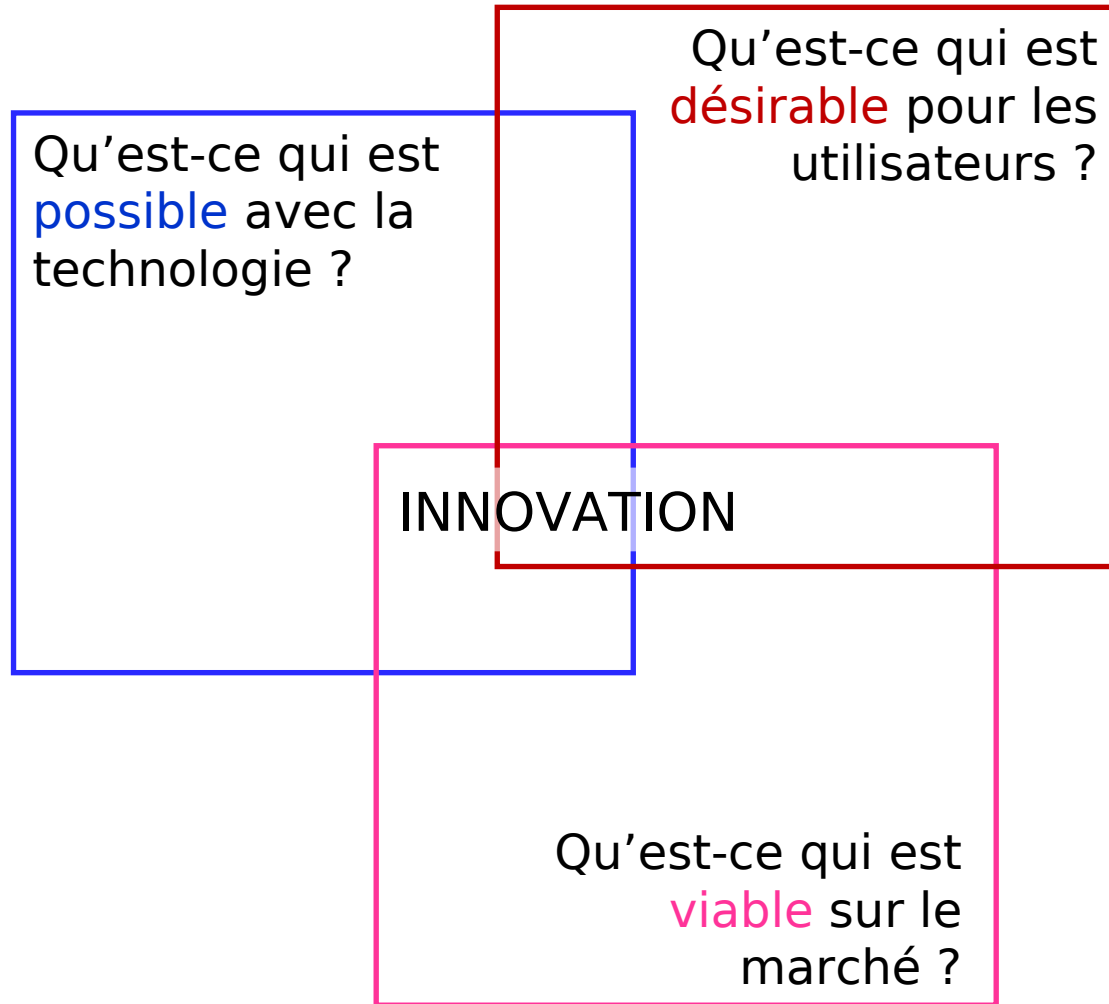 Qu’est-ce qui est
désirable pour les
utilisateurs ?
Qu’est-ce qui est
possible avec la
technologie ?
INNOVATION
Qu’est-ce qui est
viable sur le
marché ?